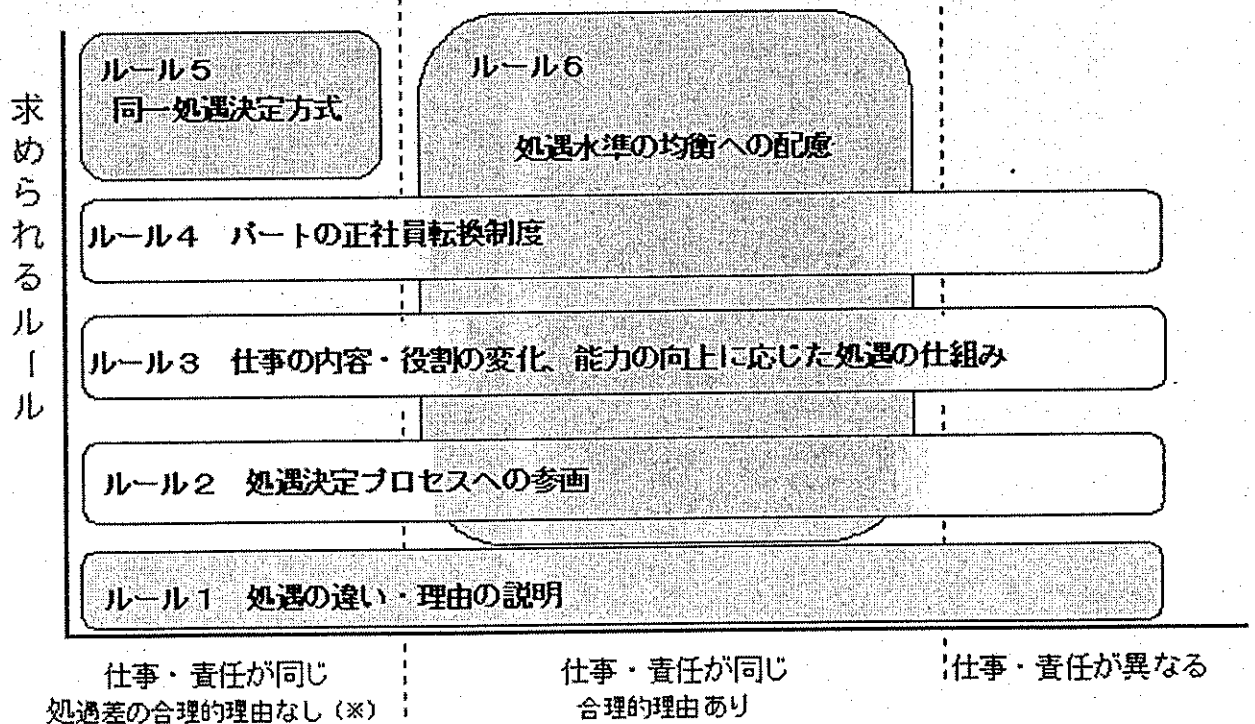 求められるルール
ルール5
同一処遇決定方式
ルール6
処遇水準の均衡への配慮
ルール4　パートの正社員転換制度
ルール3　仕事の内容・役割の変化、能力の向上に応じた処遇の仕組み
ルール2　処遇決定プロセスへの参画
ルール1　処遇の違い・理由の説明
仕事・責任が同じ
処遇差の合理的理由なし（※）
仕事・責任が同じ
合理的理由あり
仕事・責任が異なる